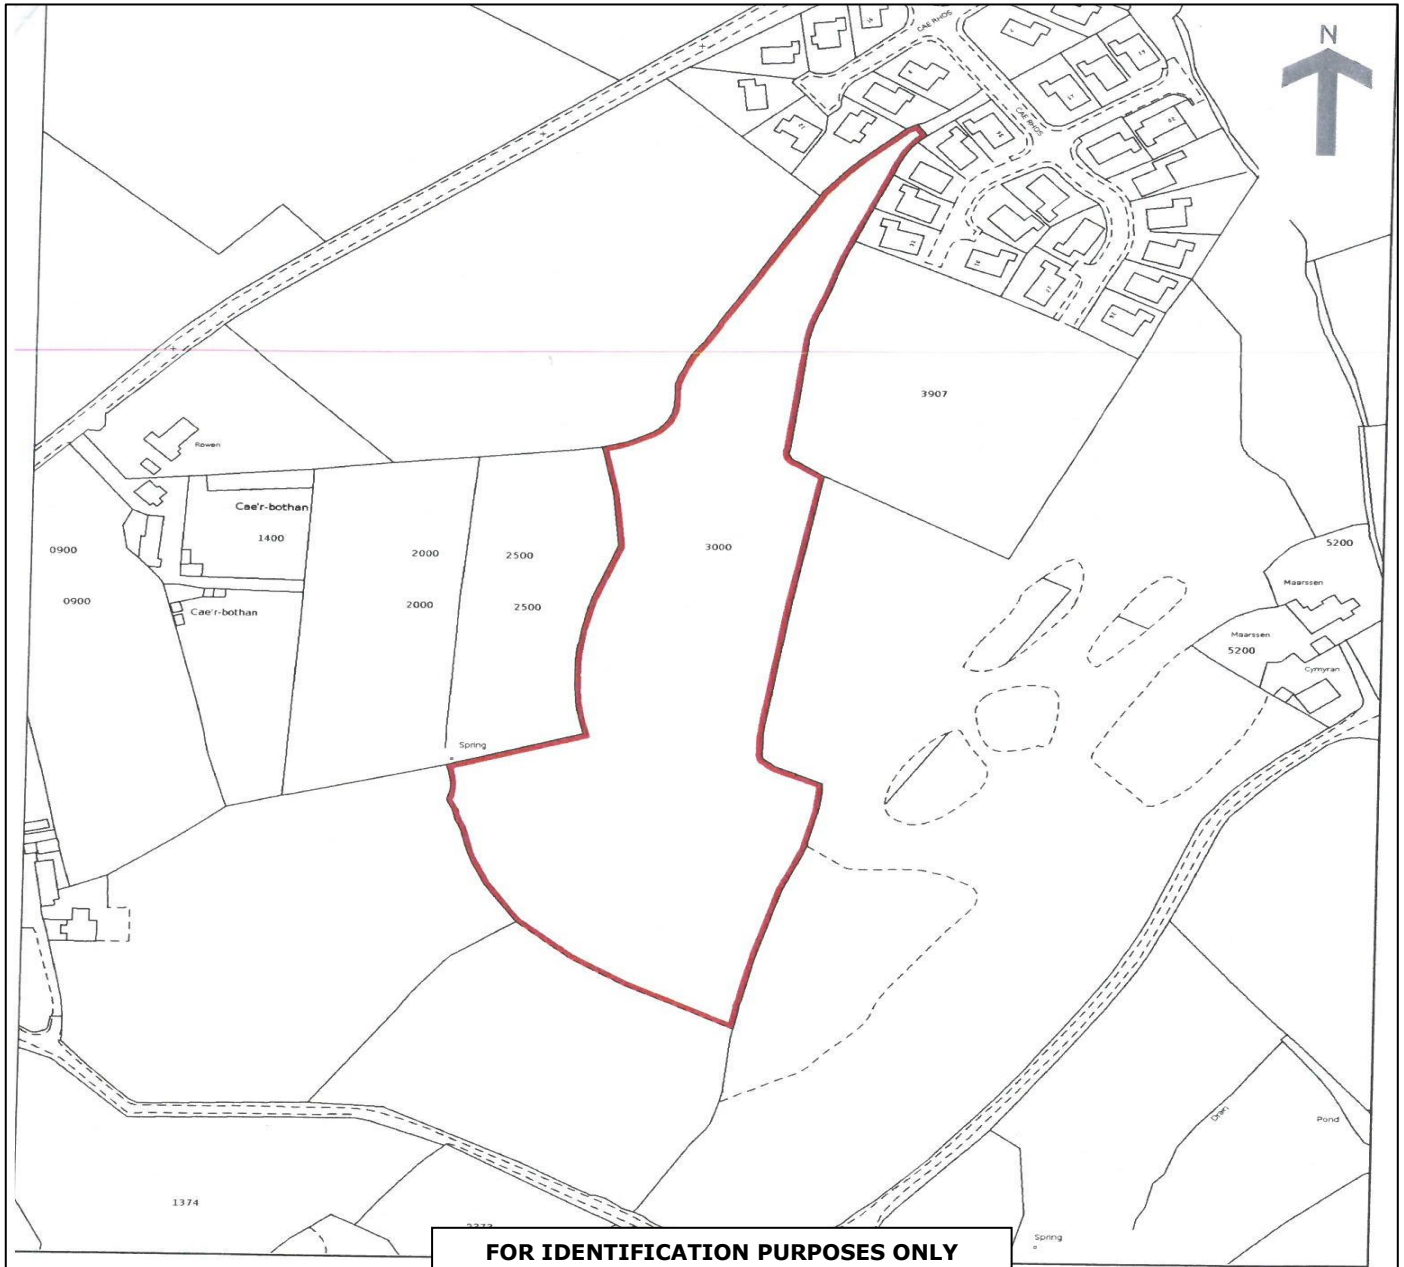 CAE RHOS
N
CAE RHOS
3907
Rowen
Cae'r-bothan
1400
0900
2000
2500
3000
5200
0900
2000
2500
Maarssen
Cae'r-bothan
Maarssen
5200
Cymyran
Spring
Drain
Pond
1374
Spring
FOR IDENTIFICATION PURPOSES ONLY